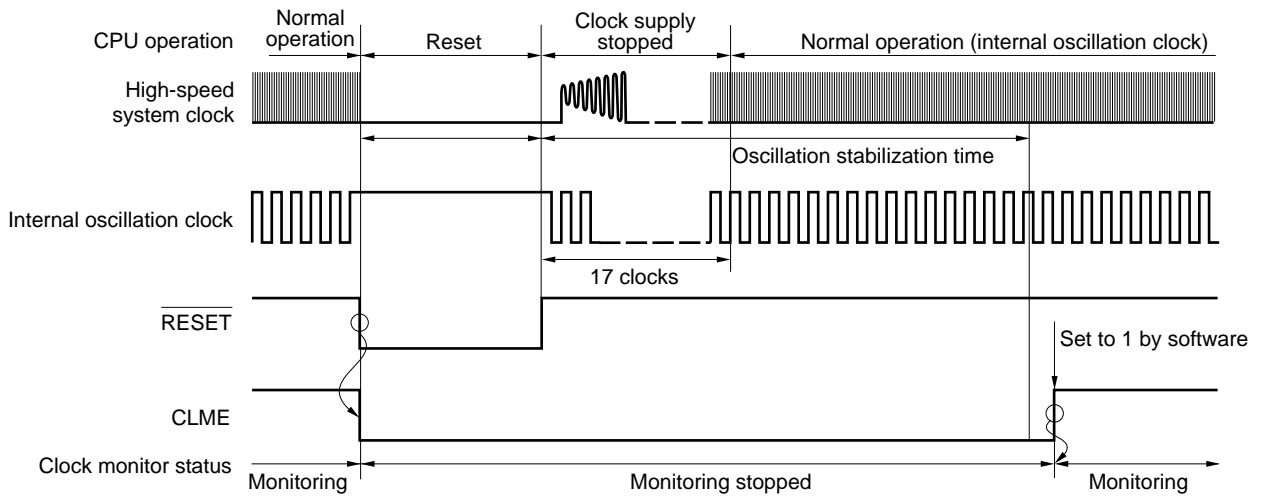 CPU operation
Normal
operation
Reset
Clock supply
stopped
Normal operation (internal oscillation clock)
High-speed
system clock
Oscillation stabilization time
Internal oscillation clock
17 clocks
RESET
Set to 1 by software
CLME
Clock monitor status
Monitoring
Monitoring stopped
Monitoring